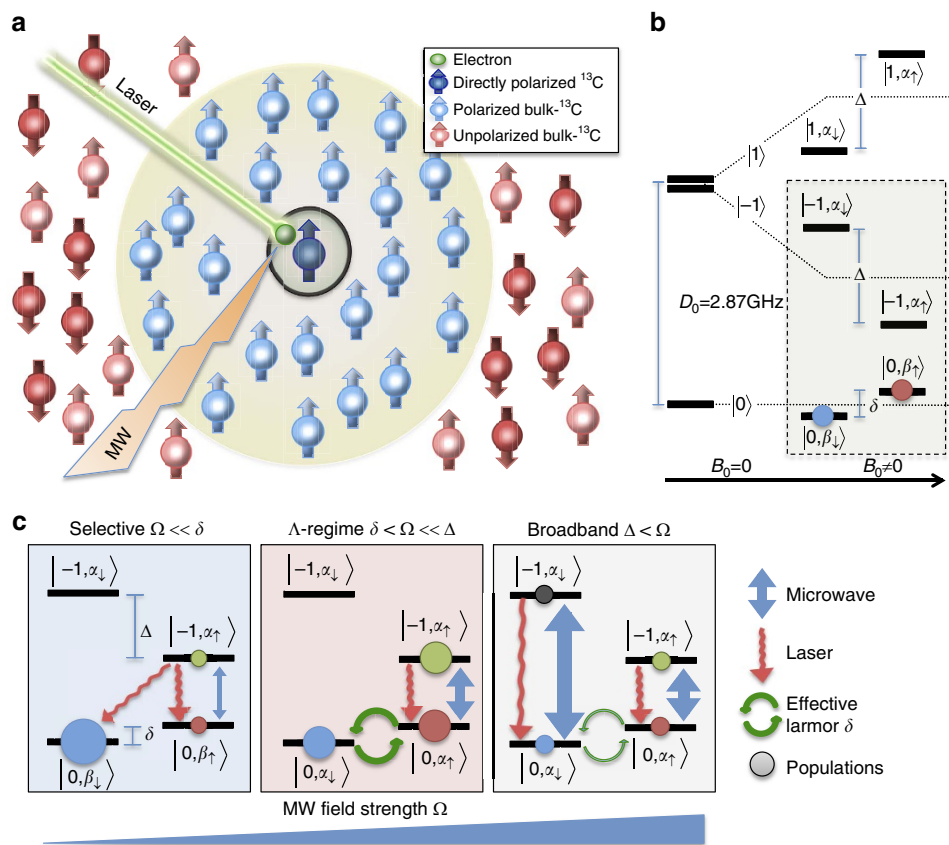 a
Laser
MW
Electron
Directly polarized ¹³C
Polarized bulk-¹³C
Unpolarized bulk-¹³C
b
|1,α↑⟩
Δ
|1,α↓⟩
|1⟩
|−1⟩
|−1,α↓⟩
Δ
D₀=2.87GHz
|−1,α↑⟩
|0,β↑⟩
|0⟩
δ
|0,β↓⟩
B₀=0
B₀≠0
c
Selective Ω << δ
|−1,α↓⟩
Δ
|−1,α↑⟩
δ
|0,β↓⟩
|0,β↑⟩
Λ-regime δ < Ω << Δ
|−1,α↓⟩
|−1,α↑⟩
|0,α↓⟩
|0,α↑⟩
Broadband Δ < Ω
|−1,α↓⟩
|−1,α↑⟩
|0,α↓⟩
|0,α↑⟩
Microwave
Laser
Effective
larmor δ
Populations
MW field strength Ω